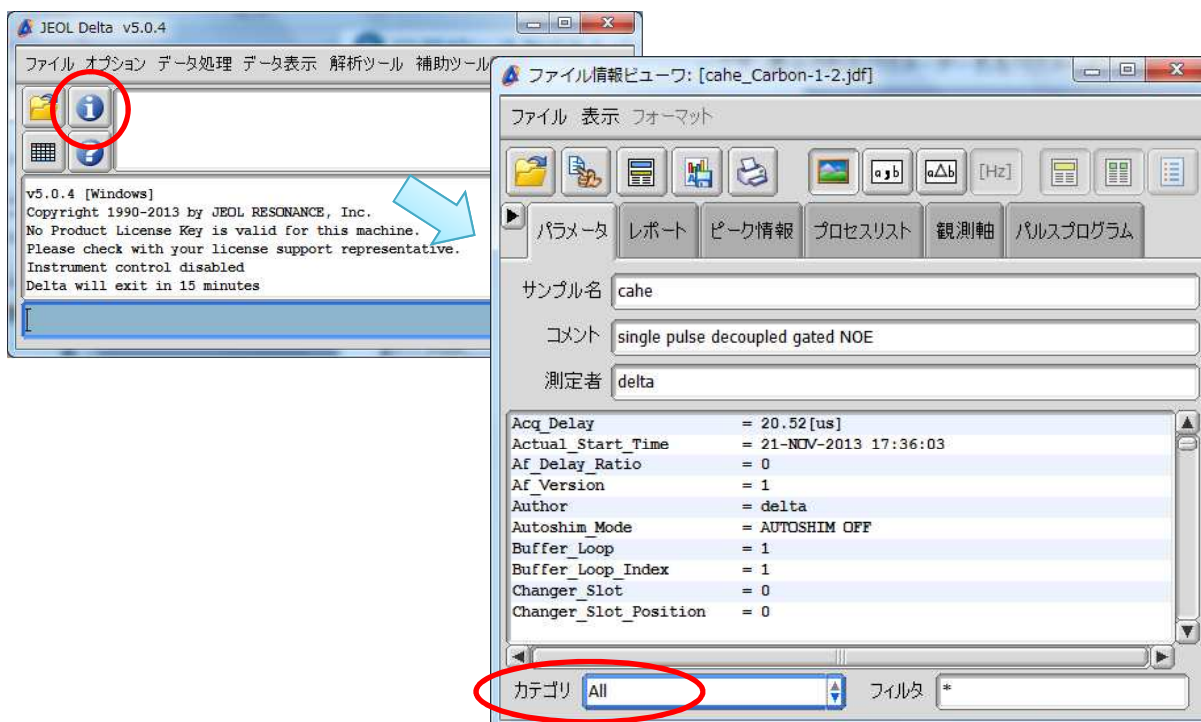 JEOL Delta v5.0.4
ファイル オプション データ処理 データ表示 解析ツール 補助ツール
v5.0.4 [Windows]
Copyright 1990-2013 by JEOL RESONANCE, Inc.
No Product License Key is valid for this machine.
Please check with your license support representative.
Instrument control disabled
Delta will exit in 15 minutes
ファイル情報ビューワ: [cahe_Carbon-1-2.jdf]
ファイル 表示 フォーマット
a,b aΔb [Hz]
パラメータ レポート ピーク情報 プロセスリスト 観測軸 パルスプログラム
サンプル名 cahe
コメント single pulse decoupled gated NOE
測定者 delta
Acq_Delay = 20.52[us]
Actual_Start_Time = 21-NOV-2013 17:36:03
Af_Delay_Ratio = 0
Af_Version = 1
Author = delta
Autoshim_Mode = AUTOSHIM OFF
Buffer_Loop = 1
Buffer_Loop_Index = 1
Changer_Slot = 0
Changer_Slot_Position = 0
カテゴリ All フィルタ *